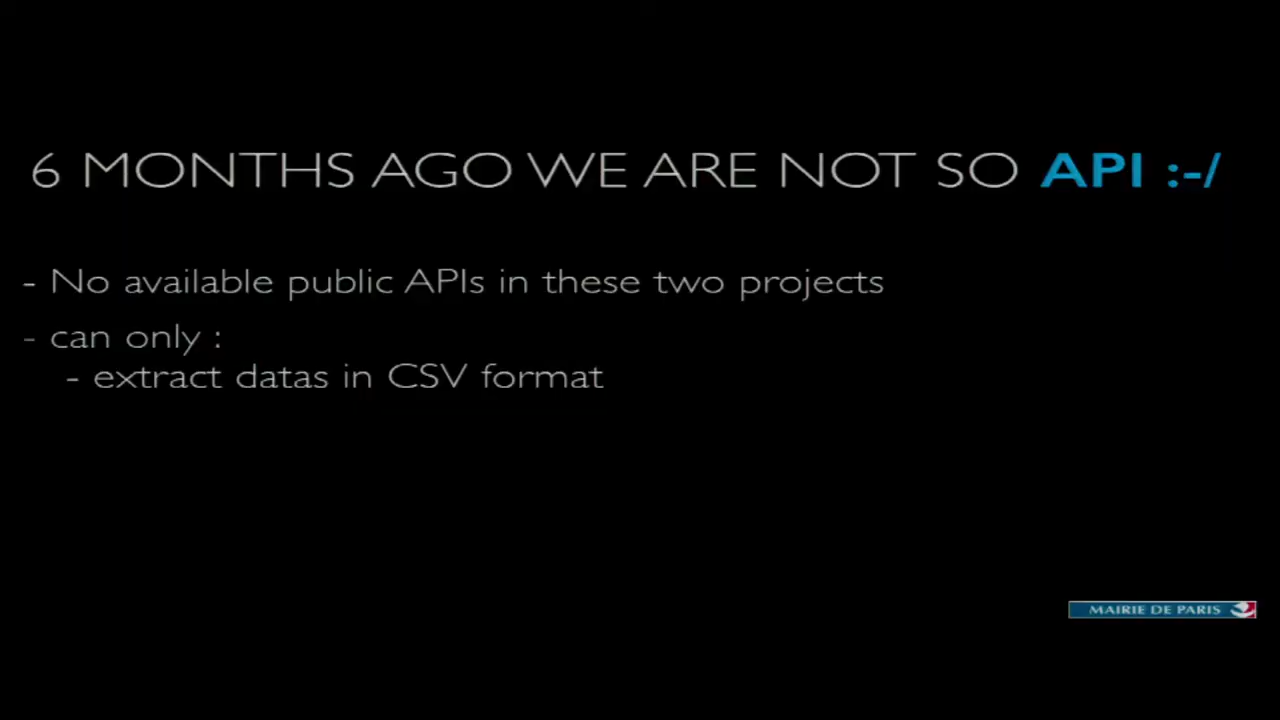 6 MONTHS AGO WE ARE NOT SO API :-/
- No available public APIs in these two projects
- can only :
- extract datas in CSV format
MAIRIE DE PARIS